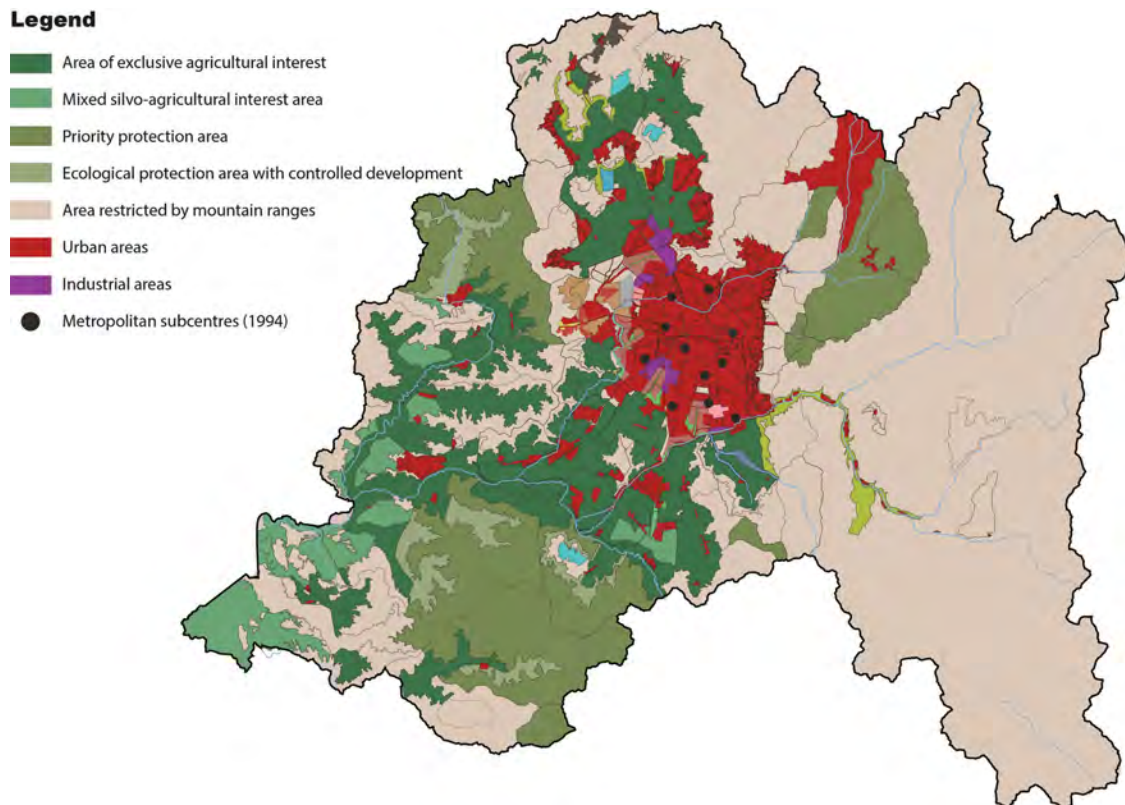 Legend
Area of exclusive agricultural interest
Mixed silvo-agricultural interest area
Priority protection area
Ecological protection area with controlled development
Area restricted by mountain ranges
Urban areas
Industrial areas
Metropolitan subcentres (1994)